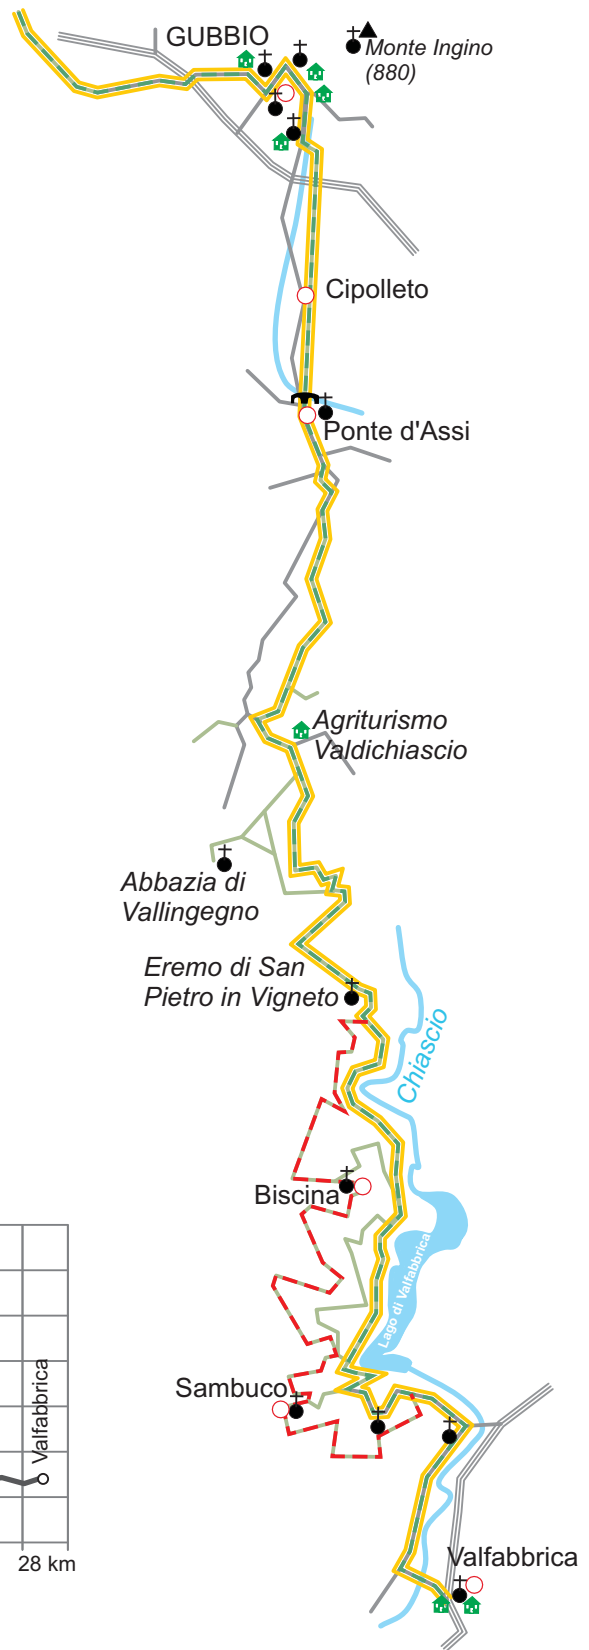 GUBBIO
Monte Ingino
(880)
Cipolleto
Ponte d'Assi
Agriturismo
Valdichiascio
Abbazia di
Vallingegno
Eremo di San
Pietro in Vigneto
Chiascio
Biscina
Lago di Valfabbrica
Sambuco
Valfabbrica
28 km
Valfabbrica